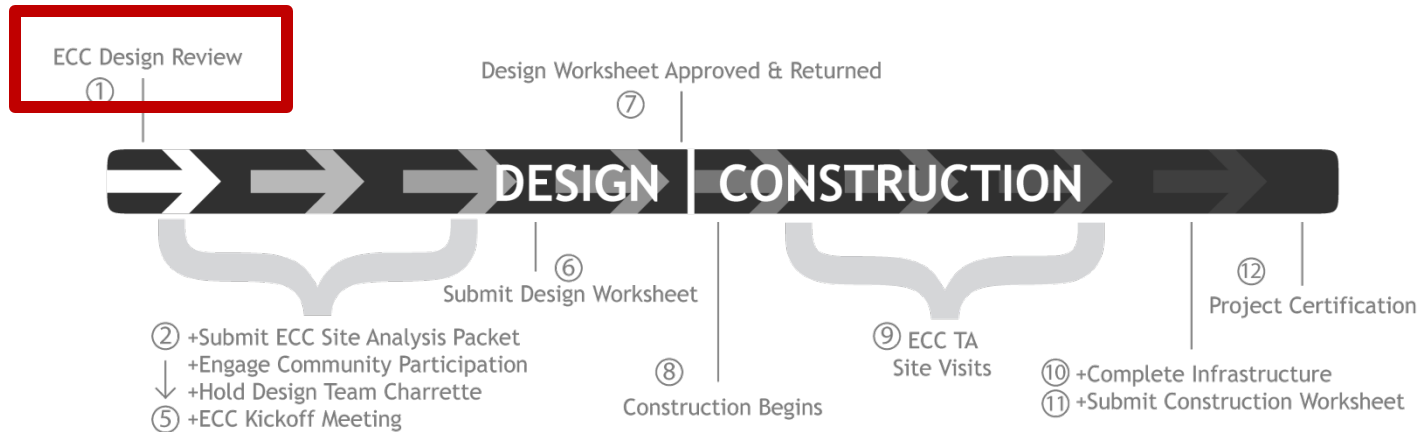 ECC Design Review
①
Design Worksheet Approved & Returned
⑦
DESIGN CONSTRUCTION
⑥
Submit Design Worksheet
② +Submit ECC Site Analysis Packet
+Engage Community Participation
↓ +Hold Design Team Charrette
⑤ +ECC Kickoff Meeting
⑧
Construction Begins
⑨ ECC TA
Site Visits
⑫
Project Certification
⑩ +Complete Infrastructure
⑪ +Submit Construction Worksheet